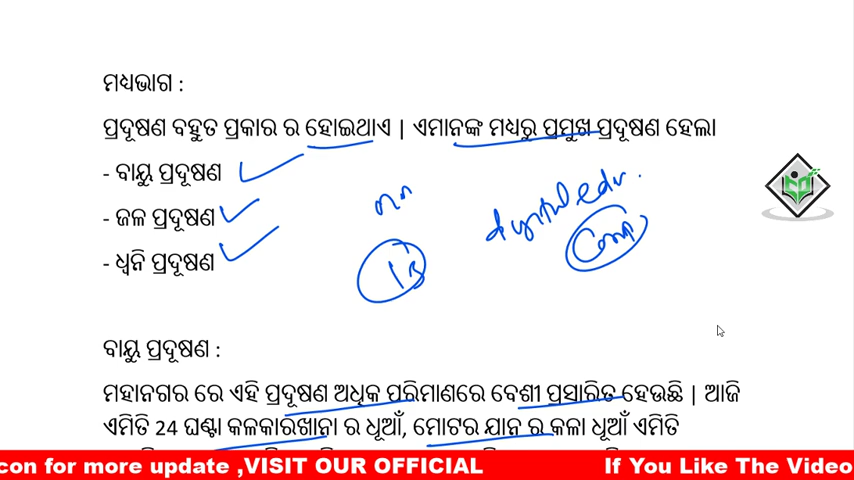 ମଧ୍ୟଭାଗ :
ପ୍ରଦୂଷଣ ବହୁତ ପ୍ରକାର ର ହୋଇଥାଏ | ଏମାନଙ୍କ ମଧ୍ୟରୁ ପ୍ରମୁଖ ପ୍ରଦୂଷଣ ହେଲା
- ବାୟୁ ପ୍ରଦୂଷଣ
- ଜଳ ପ୍ରଦୂଷଣ
- ଧ୍ଵନି ପ୍ରଦୂଷଣ
ବାୟୁ ପ୍ରଦୂଷଣ :
ମହାନଗର ରେ ଏହି ପ୍ରଦୂଷଣ ଅଧିକ ପରିମାଣରେ ବେଶୀ ପ୍ରସାରିତ ହେଉଛି | ଆଜି
ଏମିତି 24 ଘଣ୍ଟା କଳକାରଖାନା ର ଧୂଆଁ, ମୋଟର ଯାନ ର କଳା ଧୂଆଁ ଏମିତି
con for more update ,VISIT OUR OFFICIAL If You Like The Video